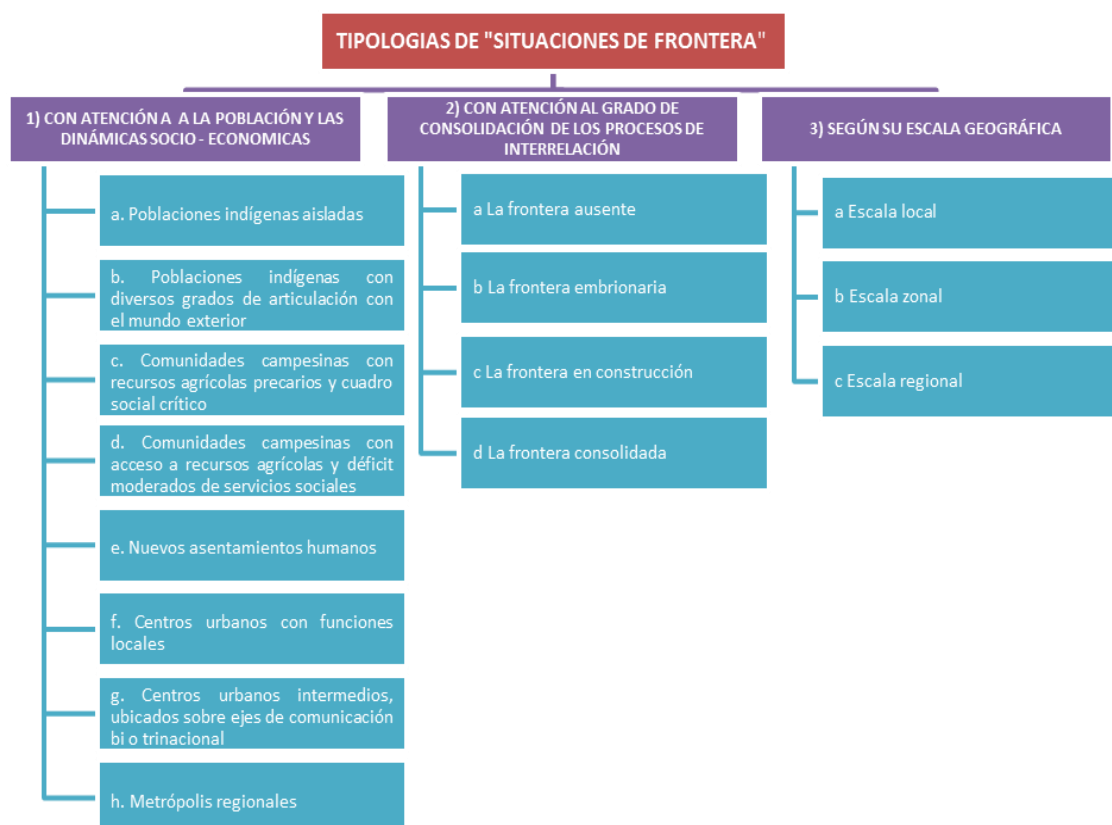 TIPOLOGIAS DE "SITUACIONES DE FRONTERA"
1) CON ATENCIÓN A A LA POBLACIÓN Y LAS
DINÁMICAS SOCIO - ECONOMICAS
a. Poblaciones indígenas aisladas
b. Poblaciones indígenas con
diversos grados de articulación con
el mundo exterior
c. Comunidades campesinas con
recursos agrícolas precarios y cuadro
social crítico
d. Comunidades campesinas con
acceso a recursos agrícolas y déficit
moderados de servicios sociales
e. Nuevos asentamientos humanos
f. Centros urbanos con funciones
locales
g. Centros urbanos intermedios,
ubicados sobre ejes de comunicación
bi o trinacional
h. Metrópolis regionales
2) CON ATENCIÓN AL GRADO DE
CONSOLIDACIÓN DE LOS PROCESOS DE
INTERRELACIÓN
a La frontera ausente
b La frontera embrionaria
c La frontera en construcción
d La frontera consolidada
3) SEGÚN SU ESCALA GEOGRÁFICA
a Escala local
b Escala zonal
c Escala regional